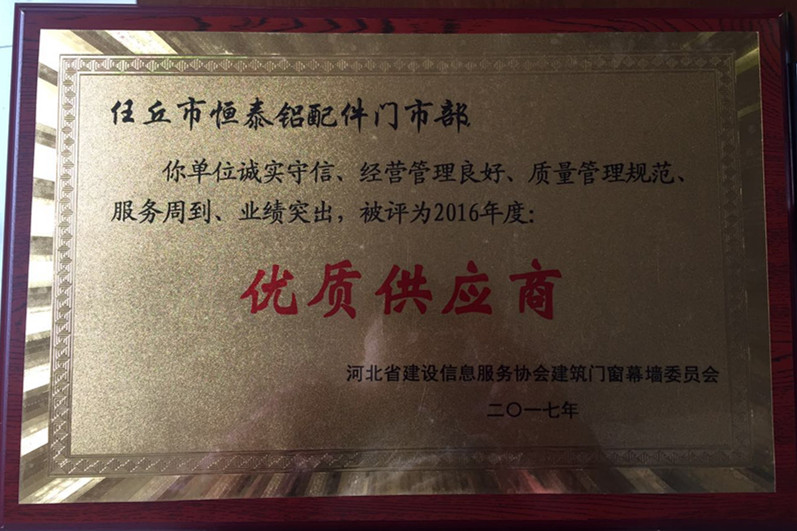 任丘市恒泰铝配件门市部
你单位诚实守信、经营管理良好、质量管理规范、
服务周到、业绩突出，被评为2016年度：
优质供应商
河北省建设信息服务协会建筑门窗幕墙委员会
二〇一七年